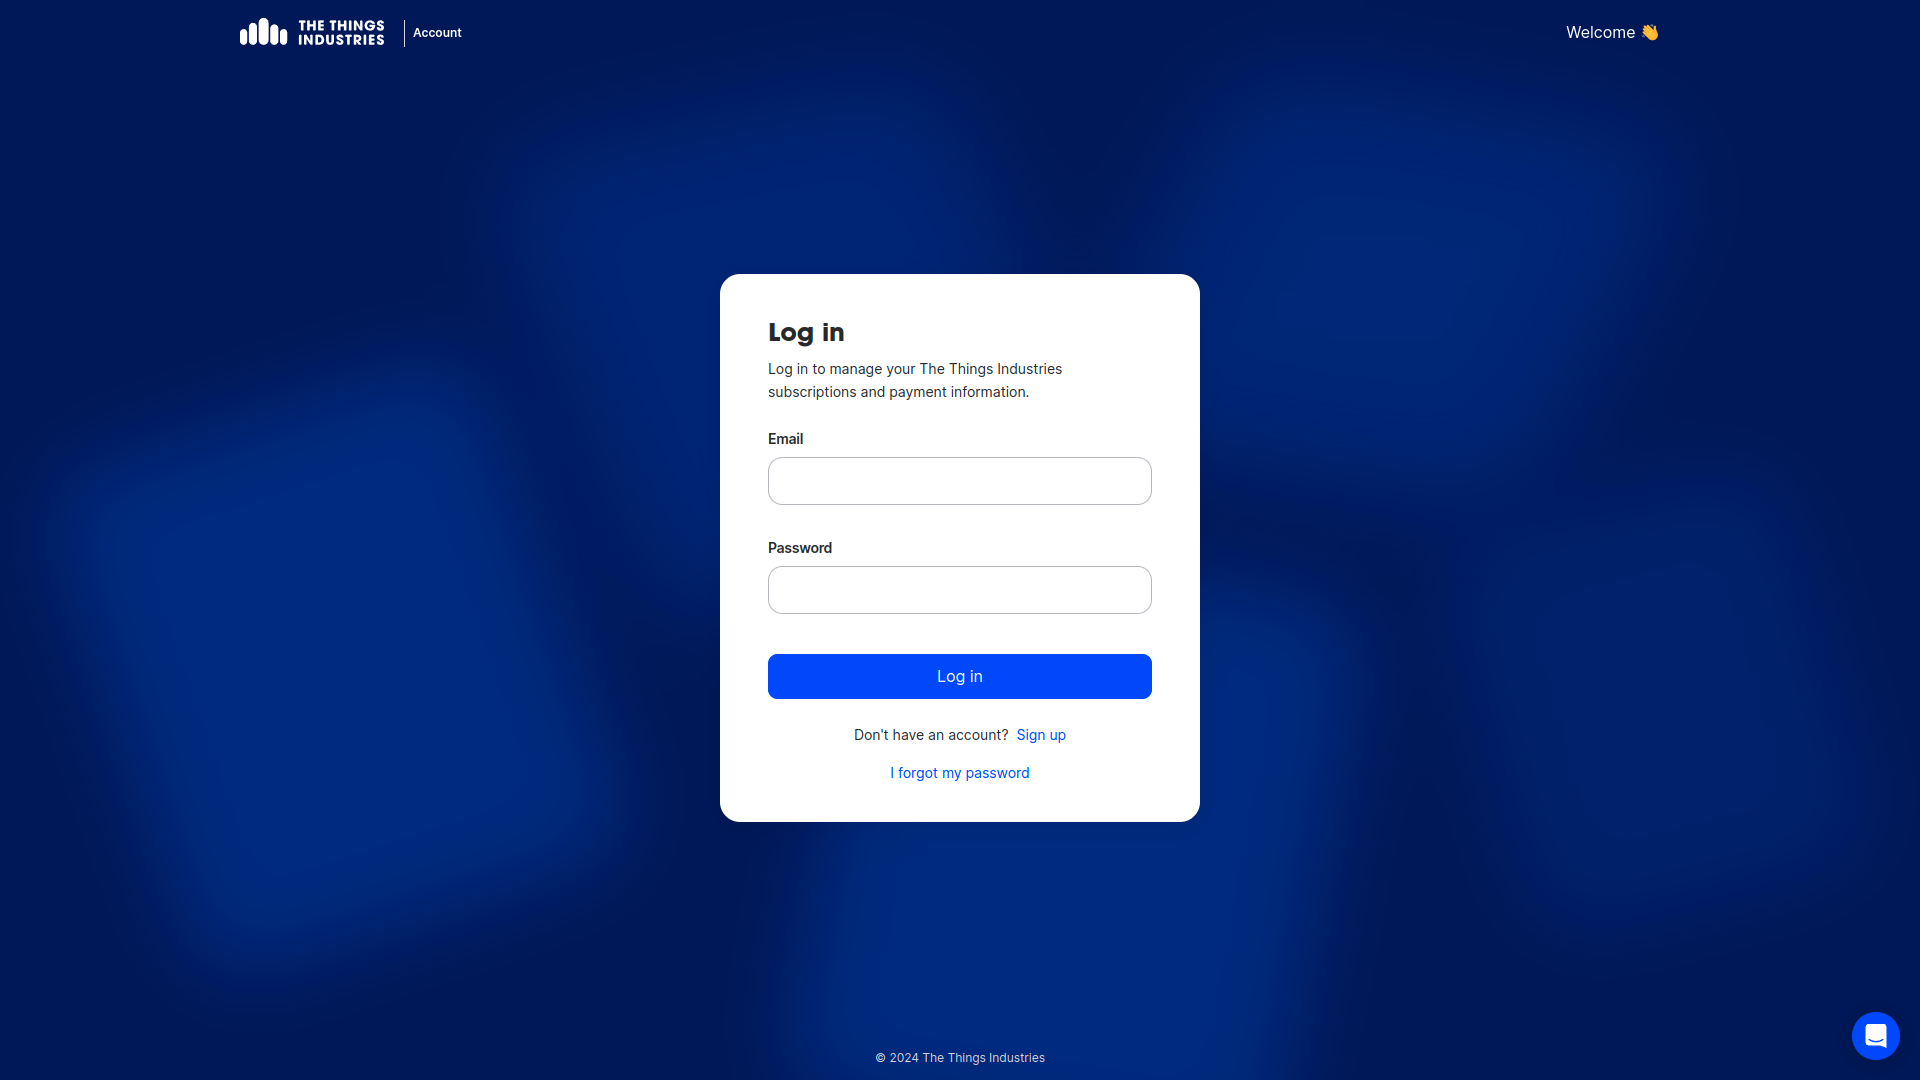 THE THINGS
INDUSTRIES
Account
Welcome 👋
Log in
Log in to manage your The Things Industries
subscriptions and payment information.
Email
Password
Log in
Don't have an account? Sign up
I forgot my password
© 2024 The Things Industries